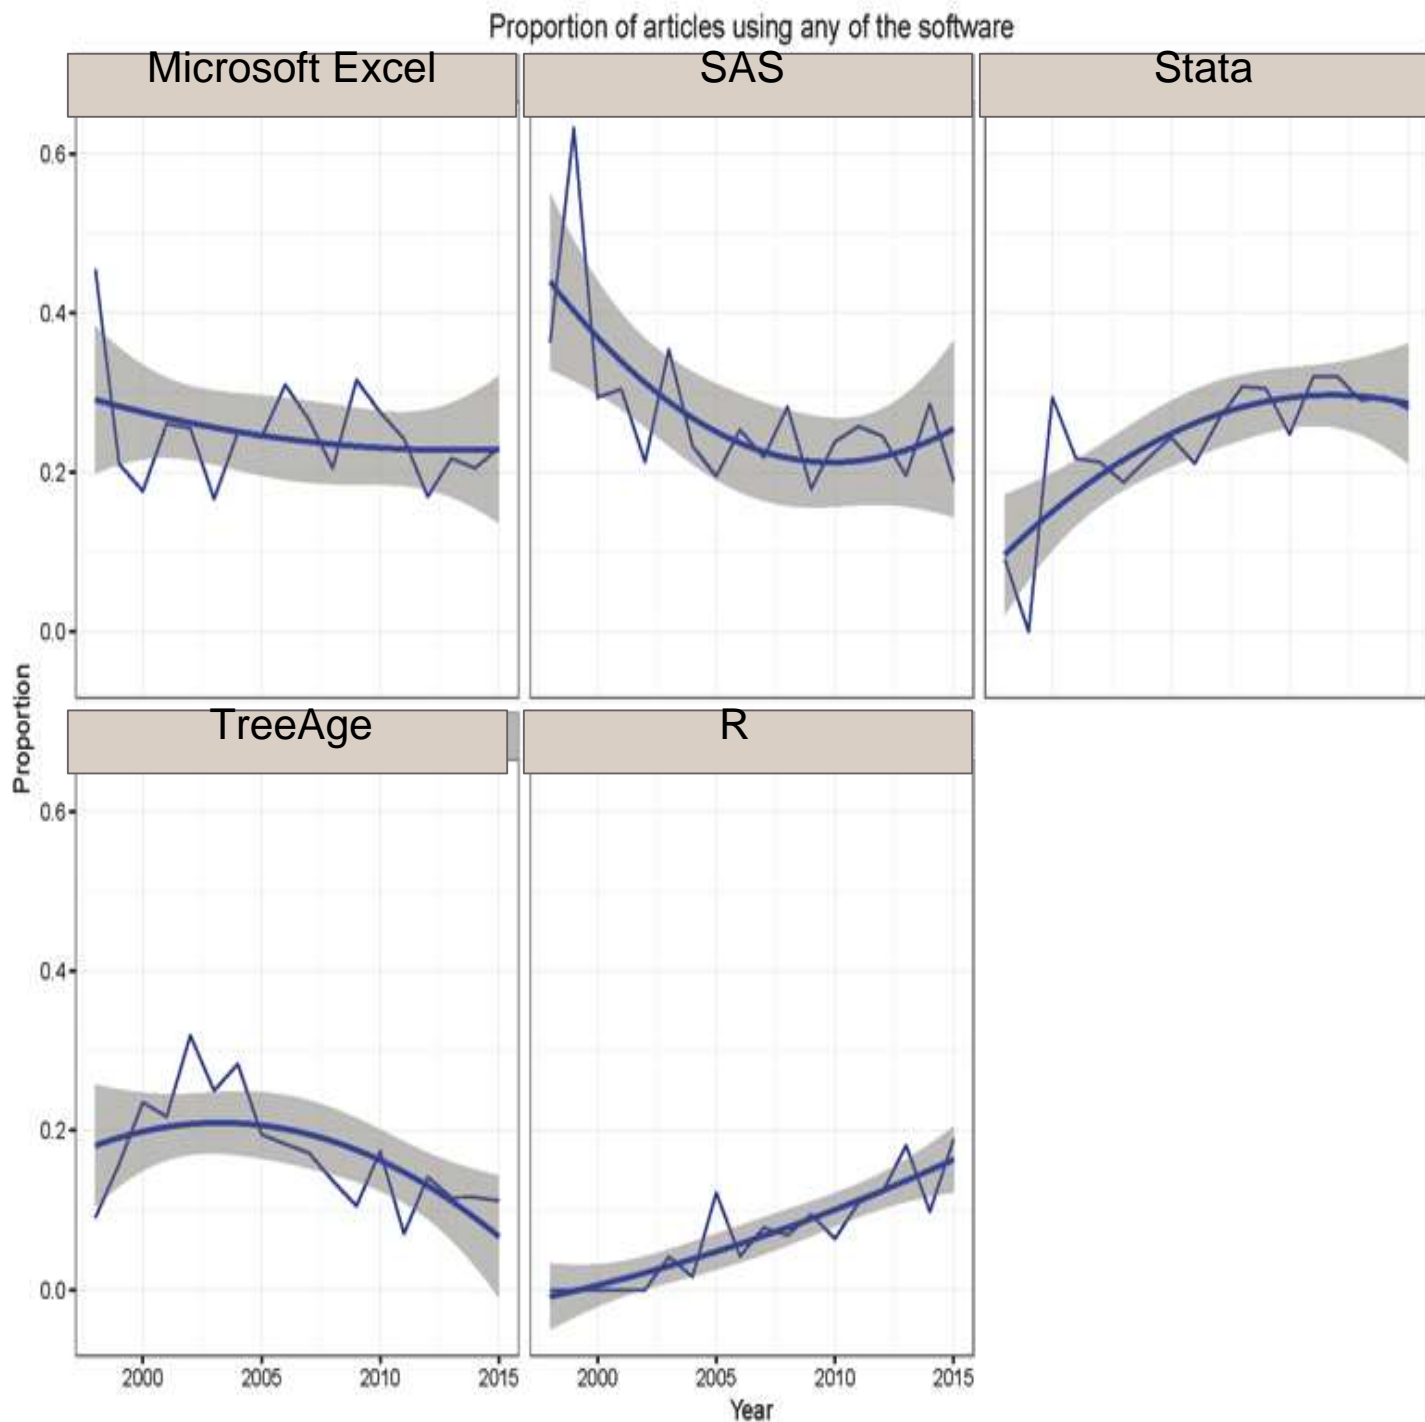 Proportion of articles using any of the software
Microsoft Excel
SAS
Stata
0.6
0.4
0.2
0.0
Proportion
TreeAge
R
0.6
0.4
0.2
0.0
2000 2005 2010 2015
2000 2005 2010 2015
Year